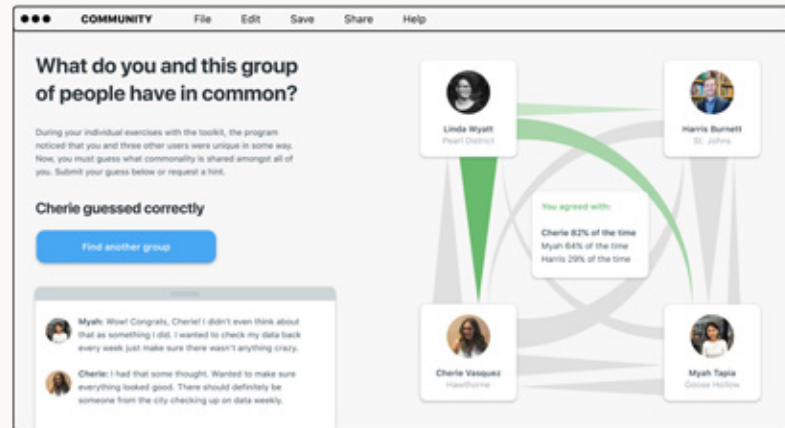 COMMUNITY File Edit Save Share Help
What do you and this group
of people have in common?
During your individual exercises with the toolkit, the program
noticed that you and three other users were unique in some way.
Now, you must guess what commonality is shared amongst all of
you. Submit your guess below or request a hint.
Cherie guessed correctly
Find another group
Myah: Wow! Congrats, Cherie! I didn't even think about
that as something I did. I wanted to check my data back
every week just make sure there wasn't anything crazy.
Cherie: I had that some thought. Wanted to make sure
everything looked good. There should definitely be
someone from the city checking up on data weekly.
Linda Wyatt
Pearl District
Harris Burnett
St. Johns
You agreed with:
Cherie 82% of the time
Myah 64% of the time
Harris 29% of the time
Cherie Vasquez
Hawthorne
Myah Tapia
Goose Hollow